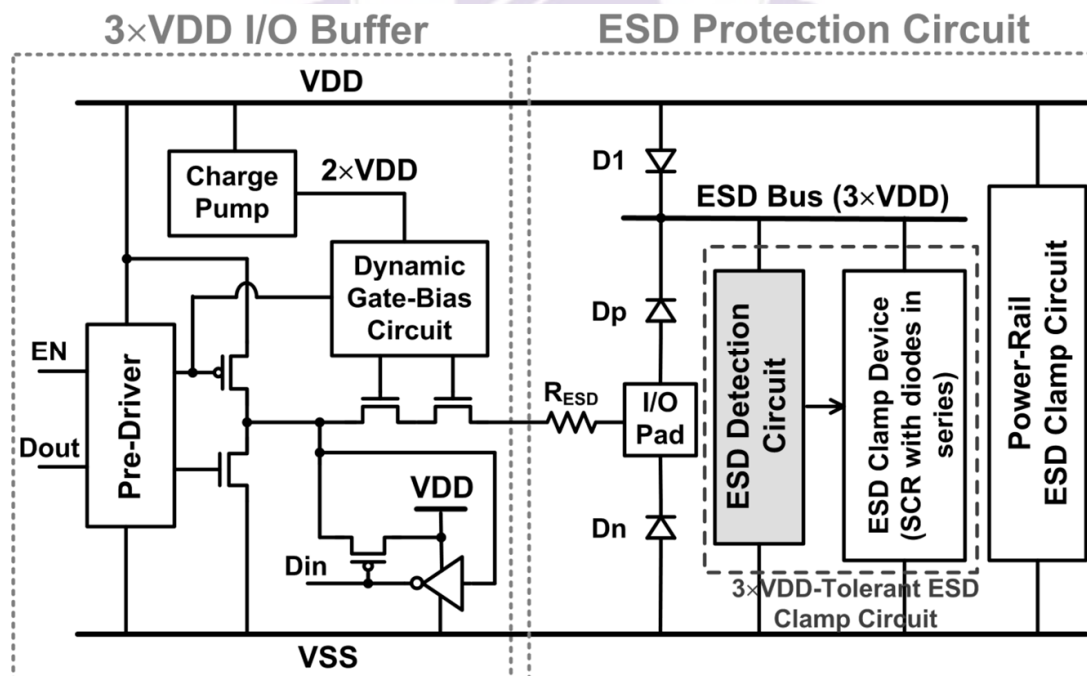 3×VDD I/O Buffer
ESD Protection Circuit
VDD
Charge
Pump
2×VDD
Dynamic
Gate-Bias
Circuit
EN
Dout
Pre-Driver
RESD
VDD
Din
D1
ESD Bus (3×VDD)
Dp
I/O
Pad
Dn
ESD Detection
Circuit
ESD Clamp Device
(SCR with diodes in
series)
Power-Rail
ESD Clamp Circuit
3×VDD-Tolerant ESD
Clamp Circuit
VSS